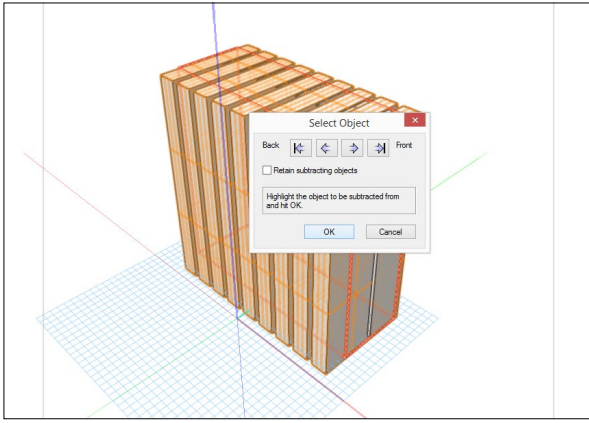 Select Object
Back Front
Retain subtracting objects
Highlight the object to be subtracted from
and hit OK.
OK Cancel